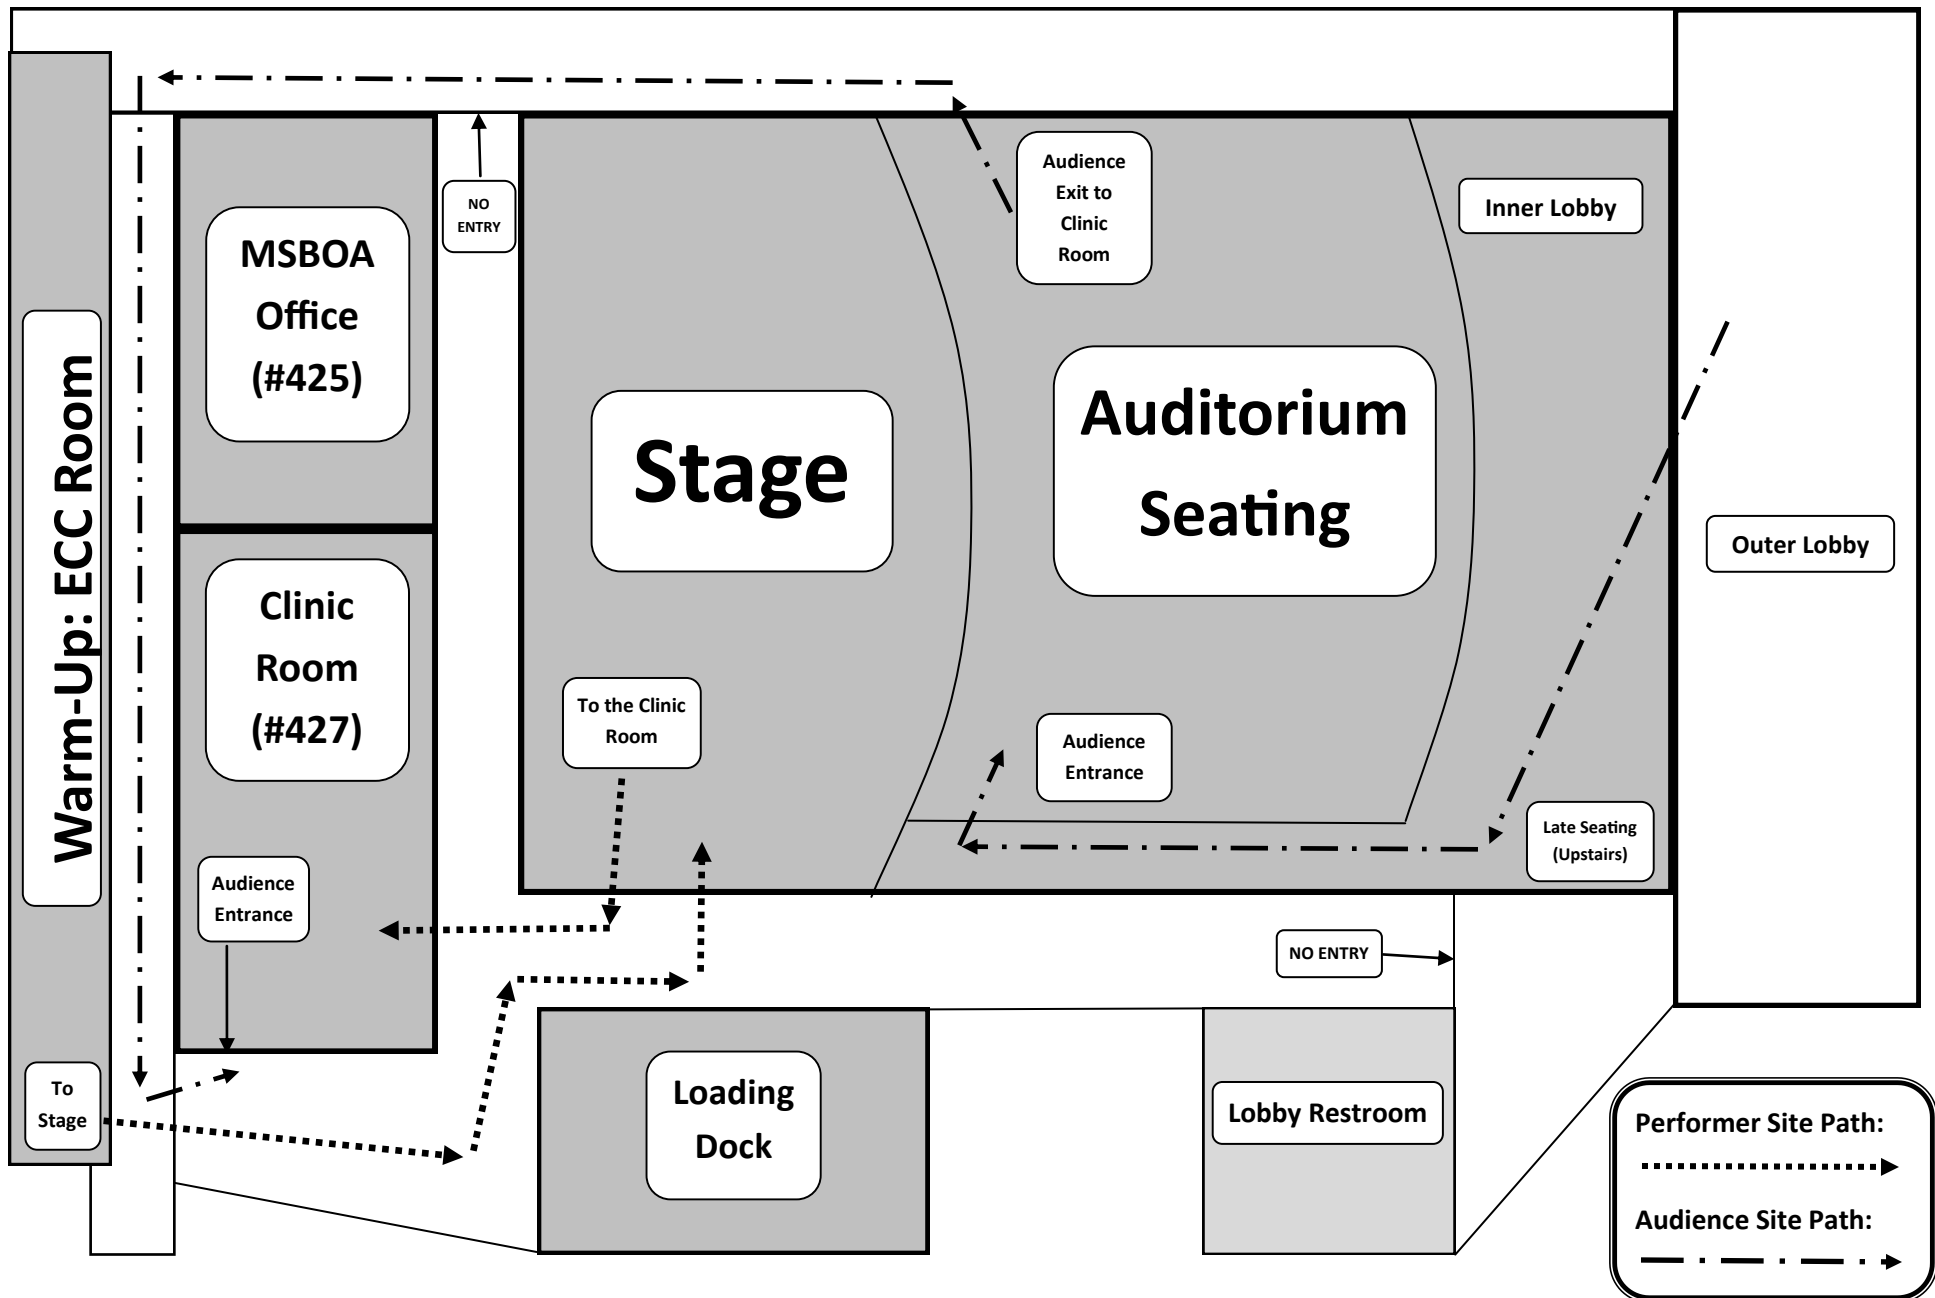 Warm-Up: ECC Room
To
Stage
MSBOA
Office
(#425)
Clinic
Room
(#427)
Audience
Entrance
NO
ENTRY
Stage
To the Clinic
Room
Audience
Exit to
Clinic
Room
Auditorium
Seating
Audience
Entrance
Inner Lobby
Late Seating
(Upstairs)
Outer Lobby
NO ENTRY
Loading
Dock
Lobby Restroom
Performer Site Path:
Audience Site Path: